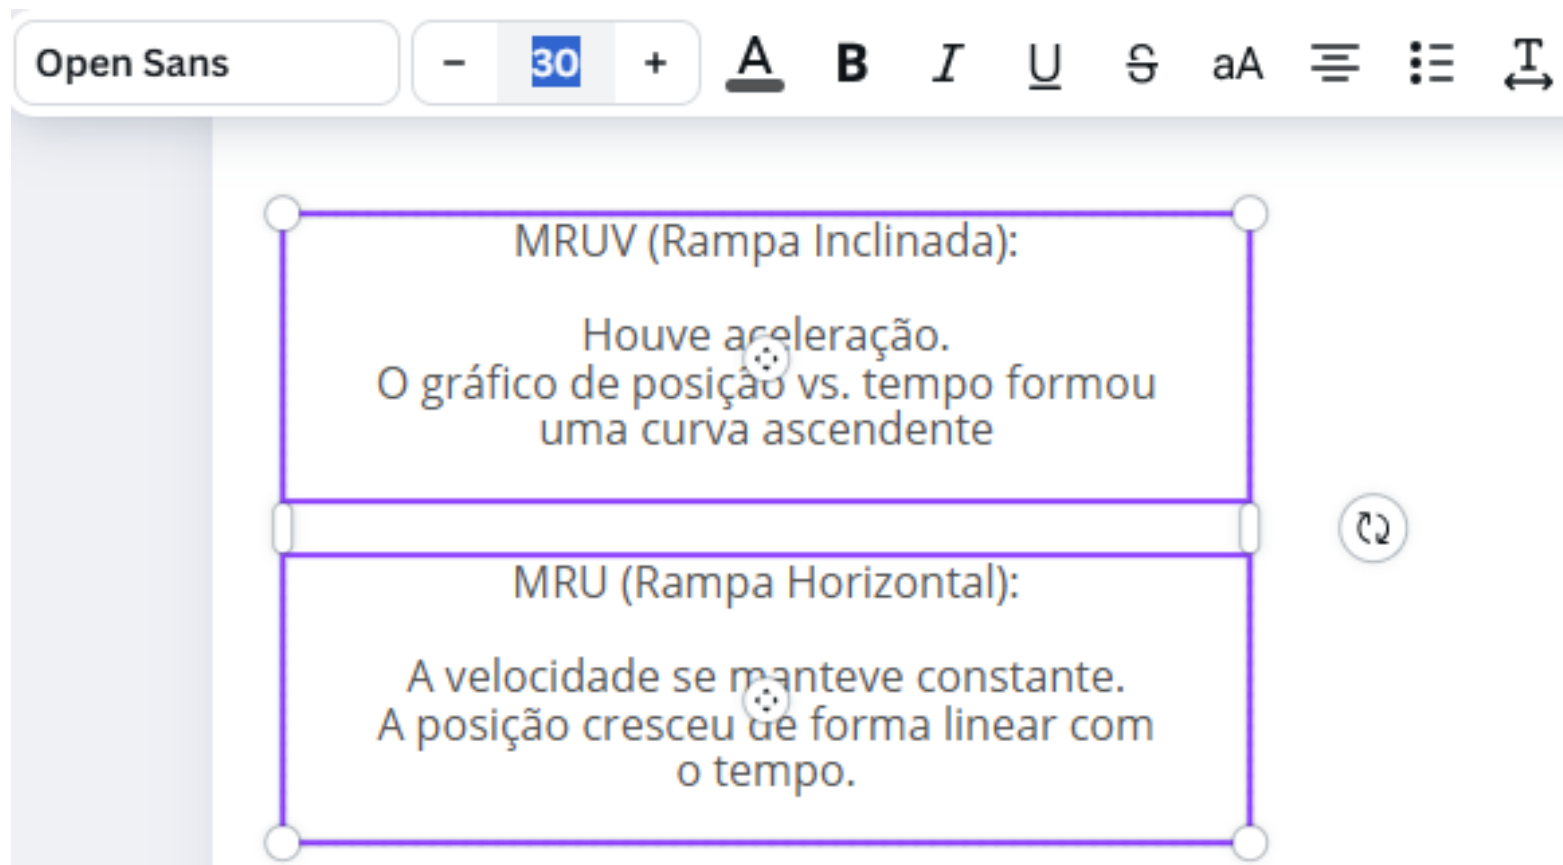 Open Sans
− 30 + A B I U S aA T
MRUV (Rampa Inclinada):
Houve aceleração.
O gráfico de posição vs. tempo formou
uma curva ascendente
MRU (Rampa Horizontal):
A velocidade se manteve constante.
A posição cresceu de forma linear com
o tempo.